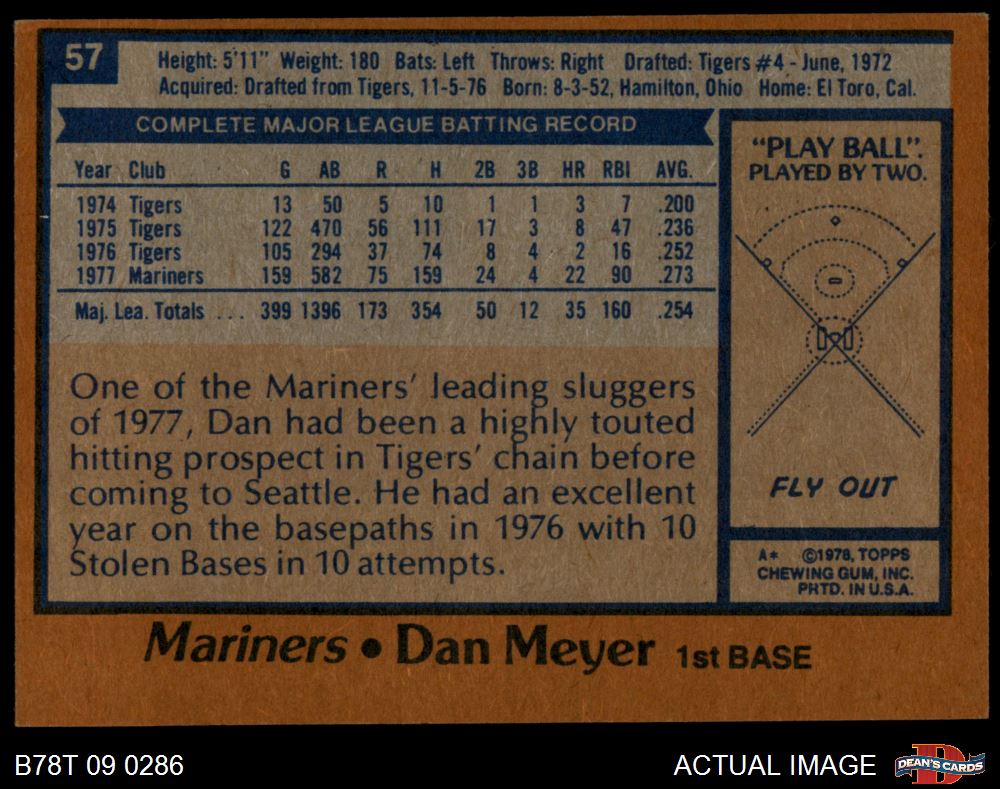 57
Height: 5'11" Weight: 180 Bats: Left Throws: Right Drafted: Tigers #4 - June, 1972
Acquired: Drafted from Tigers, 11-5-76 Born: 8-3-52, Hamilton, Ohio Home: El Toro, Cal.
COMPLETE MAJOR LEAGUE BATTING RECORD
Year Club G AB R H 2B 3B HR RBI AVG.
1974 Tigers 13 50 5 10 1 1 3 7 .200
1975 Tigers 122 470 56 111 17 3 8 47 .236
1976 Tigers 105 294 37 74 8 4 2 16 .252
1977 Mariners 159 582 75 159 24 4 22 90 .273
Maj. Lea. Totals ... 399 1396 173 354 50 12 35 160 .254
One of the Mariners' leading sluggers
of 1977, Dan had been a highly touted
hitting prospect in Tigers' chain before
coming to Seattle. He had an excellent
year on the basepaths in 1976 with 10
Stolen Bases in 10 attempts.
"PLAY BALL".
PLAYED BY TWO.
FLY OUT
A* ©1978, TOPPS
CHEWING GUM, INC.
PRTD. IN U.S.A.
Mariners • Dan Meyer 1st BASE
B78T 09 0286
ACTUAL IMAGE
DEAN'S CARDS